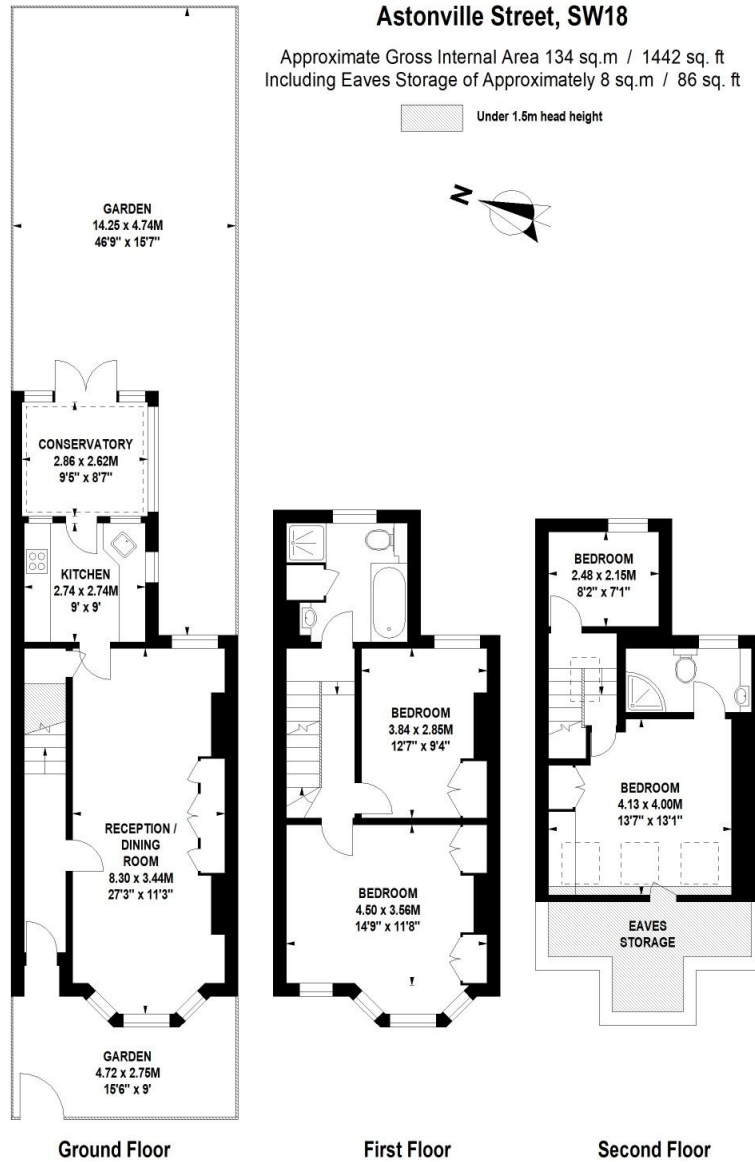 Astonville Street, SW18
Approximate Gross Internal Area 134 sq.m / 1442 sq. ft
Including Eaves Storage of Approximately 8 sq.m / 86 sq. ft
Under 1.5m head height
N
GARDEN
14.25 x 4.74M
46'9" x 15'7"
CONSERVATORY
2.86 x 2.62M
9'5" x 8'7"
KITCHEN
2.74 x 2.74M
9' x 9'
RECEPTION /
DINING
ROOM
8.30 x 3.44M
27'3" x 11'3"
GARDEN
4.72 x 2.75M
15'6" x 9'
Ground Floor
BEDROOM
3.84 x 2.85M
12'7" x 9'4"
BEDROOM
4.50 x 3.56M
14'9" x 11'8"
First Floor
BEDROOM
2.48 x 2.15M
8'2" x 7'1"
BEDROOM
4.13 x 4.00M
13'7" x 13'1"
EAVES
STORAGE
Second Floor